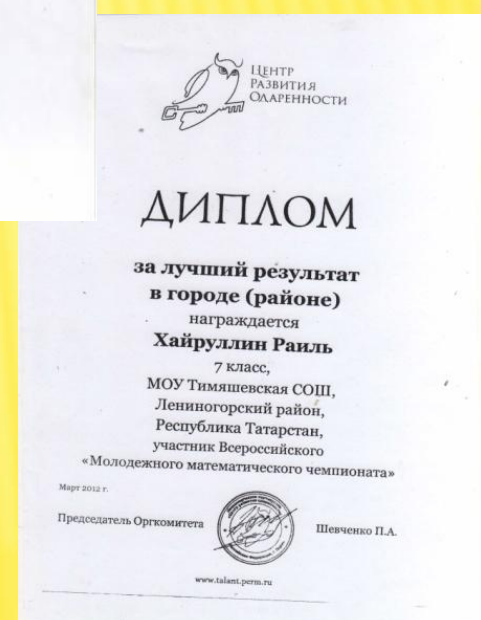 ЦЕНТР
РАЗВИТИЯ
ОДАРЕННОСТИ
ДИПЛОМ
за лучший результат
в городе (районе)
награждается
Хайруллин Раиль
7 класс,
МОУ Тимяшевская СОШ,
Лениногорский район,
Республика Татарстан,
участник Всероссийского
«Молодежного математического чемпионата»
Март 2012 г.
Председатель Оргкомитета
Шевченко П.А.
www.talant.perm.ru